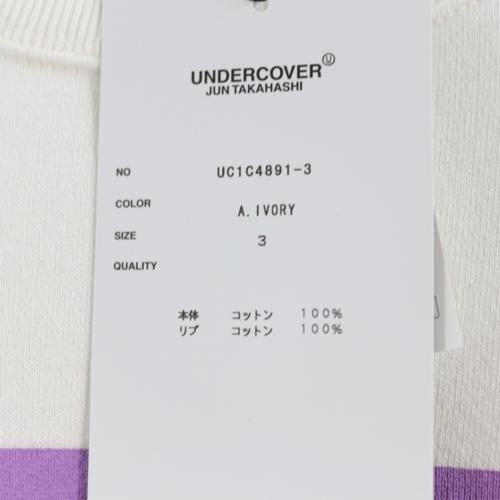 UNDERCOVER Ⓤ
JUN TAKAHASHI
NO UC1C4891-3
COLOR A.IVORY
SIZE 3
QUALITY
本体 コットン 100%
リブ コットン 100%